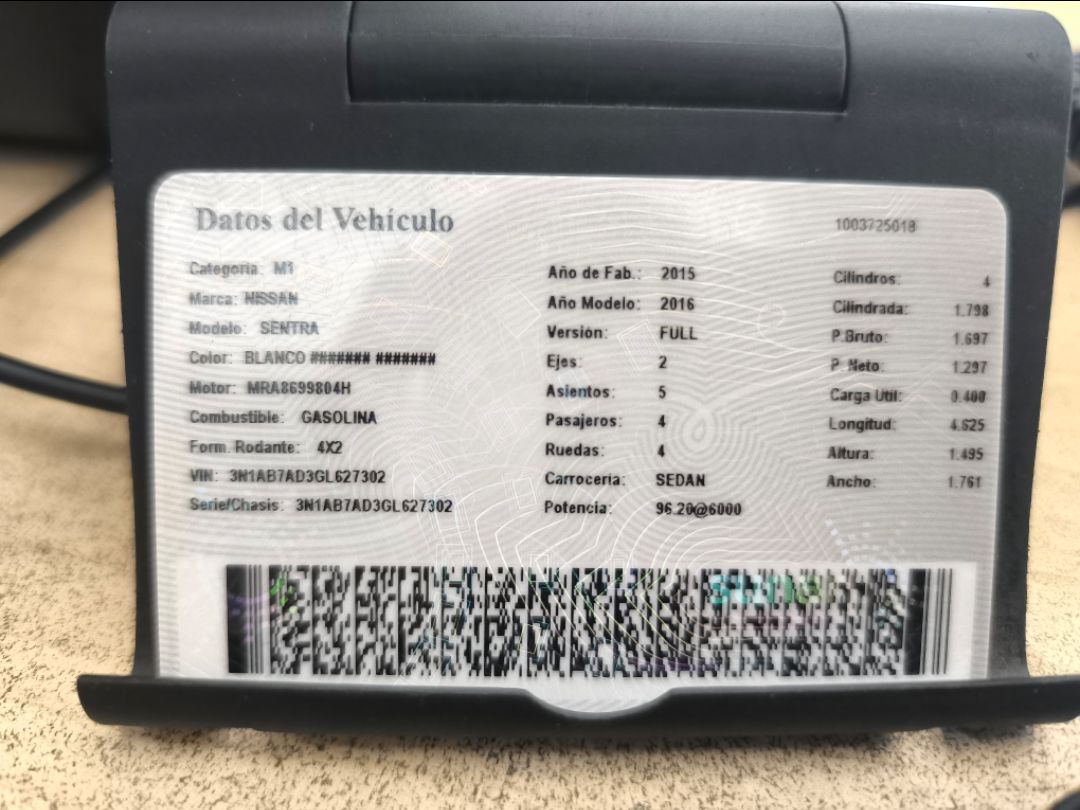 Datos del Vehículo
1003725018
Categoria: M1
Marca: NISSAN
Modelo: SENTRA
Color: BLANCO ####### #######
Motor: MRA8699804H
Combustible: GASOLINA
Form. Rodante: 4X2
VIN: 3N1AB7AD3GL627302
Serie/Chasis: 3N1AB7AD3GL627302
Año de Fab.: 2015
Año Modelo: 2016
Versión: FULL
Ejes: 2
Asientos: 5
Pasajeros: 4
Ruedas: 4
Carrocería: SEDAN
Potencia: 96.20@6000
Cilindros: 4
Cilindrada: 1.798
P.Bruto: 1.697
P. Neto: 1.297
Carga Util: 0.400
Longitud: 4.625
Altura: 1.495
Ancho: 1.761